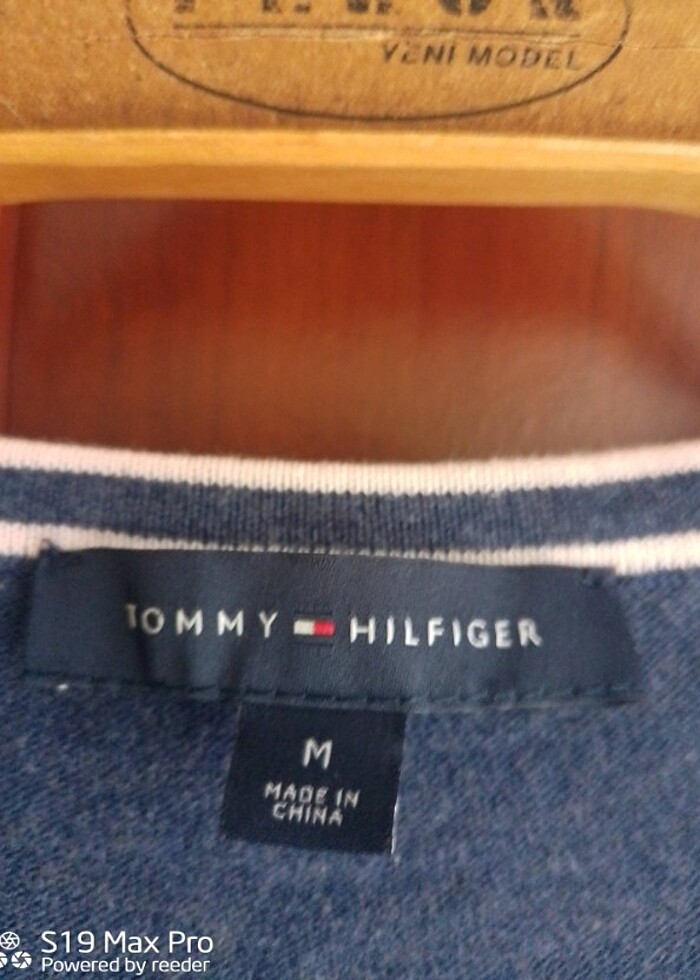 YENI MODEL
TOMMY HILFIGER
M
MADE IN
CHINA
S19 Max Pro
Powered by reeder